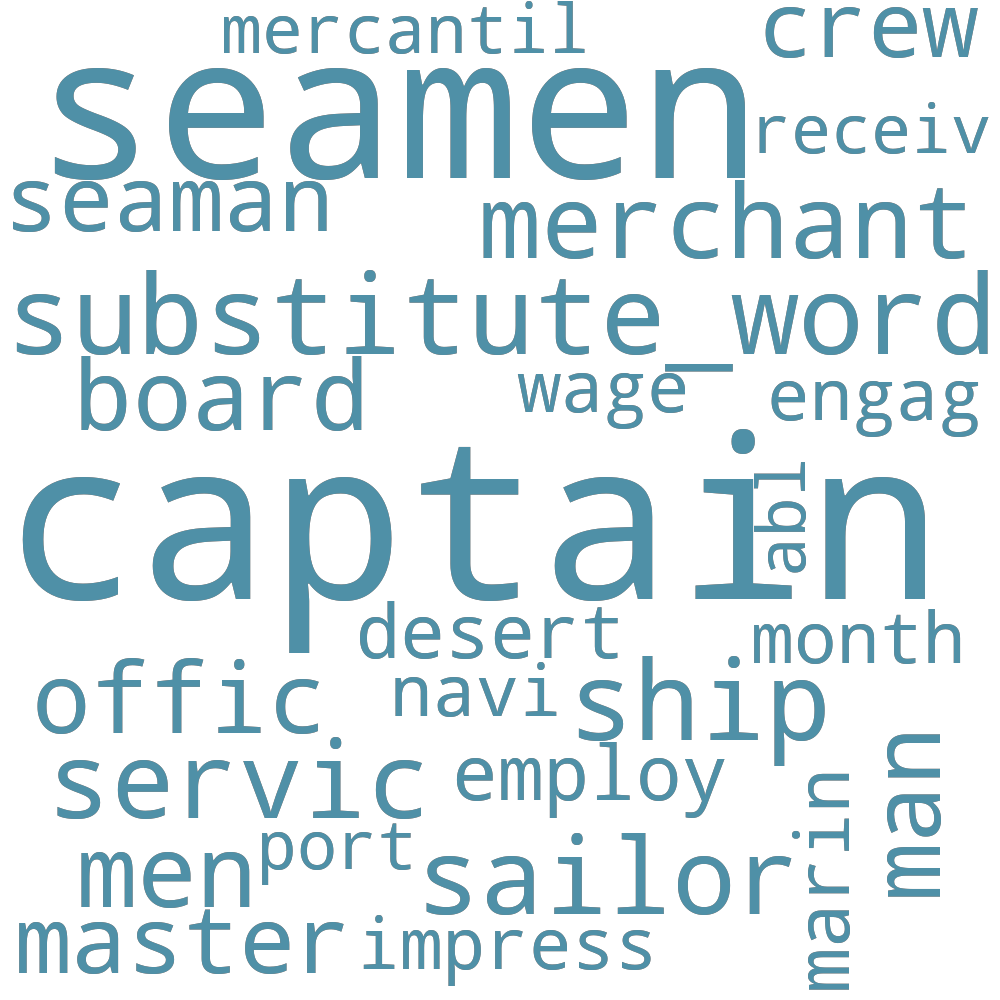 mercantil
crew
seamen
receiv
seaman
merchant
substitute_word
board
wage
engag
captain
abl
desert
month
offic
navi
ship
servic
employ
man
port
marin
men
sailor
master
impress